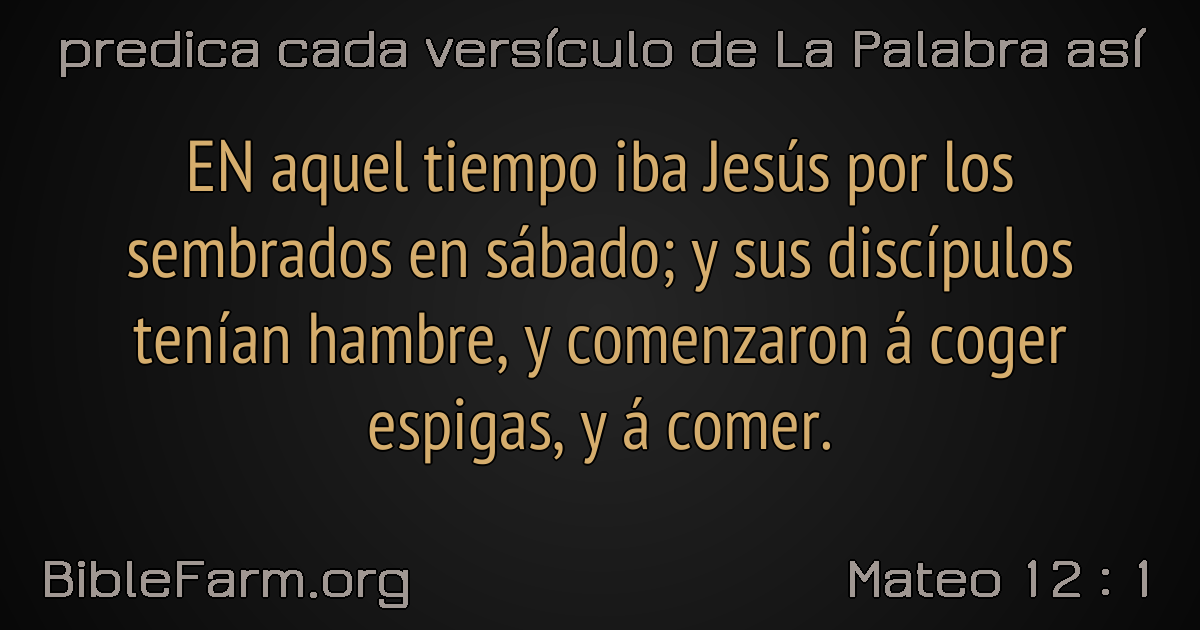 predica cada versículo de La Palabra así
EN aquel tiempo iba Jesús por los
sembrados en sábado; y sus discípulos
tenían hambre, y comenzaron á coger
espigas, y á comer.
BibleFarm.org
Mateo 12 : 1